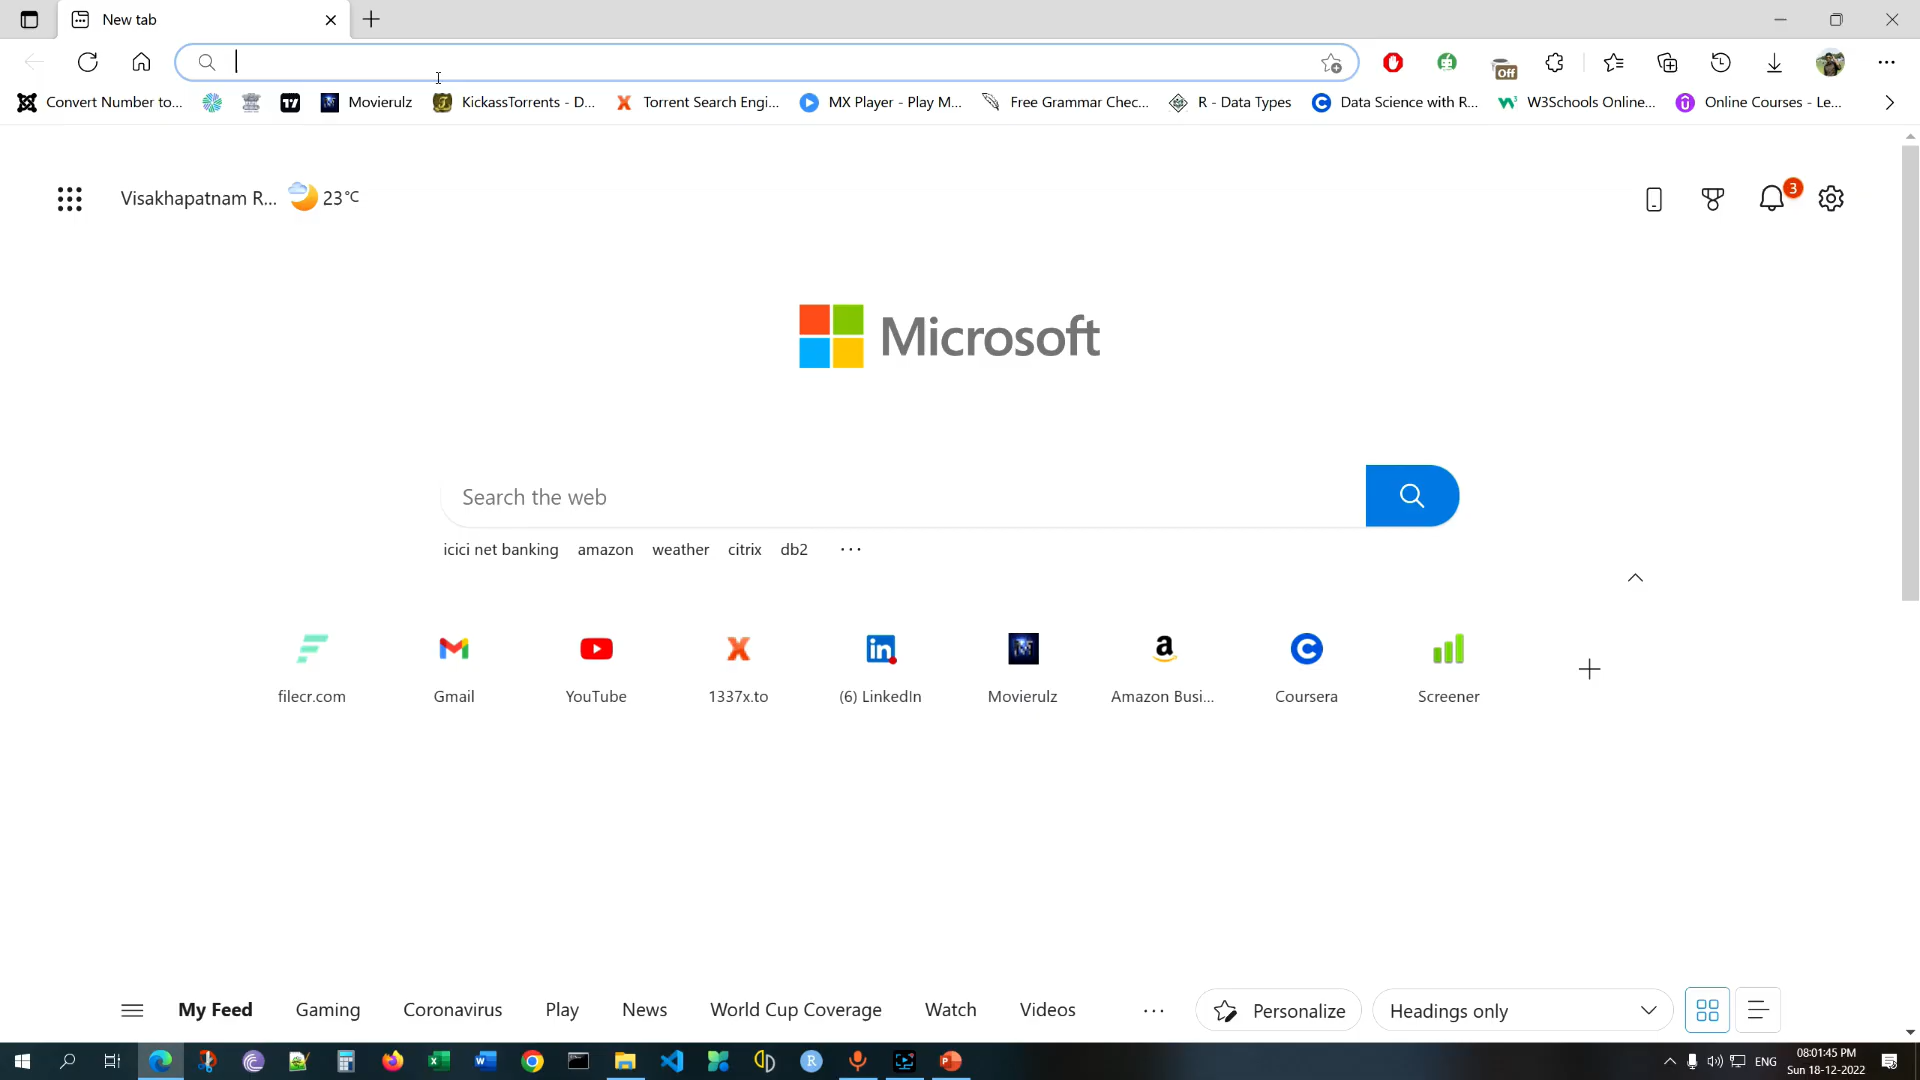 New tab
Off
Convert Number to...
Movierulz
KickassTorrents - D...
Torrent Search Engi...
MX Player - Play M...
Free Grammar Chec...
R - Data Types
Data Science with R...
W3Schools Online...
Online Courses - Le...
Visakhapatnam R...
23°C
3
Microsoft
Search the web
icici net banking
amazon
weather
citrix
db2
filecr.com
Gmail
YouTube
1337x.to
(6) LinkedIn
Movierulz
Amazon Busi...
Coursera
Screener
My Feed
Gaming
Coronavirus
Play
News
World Cup Coverage
Watch
Videos
Personalize
Headings only
ENG
08:01:45 PM
Sun 18-12-2022